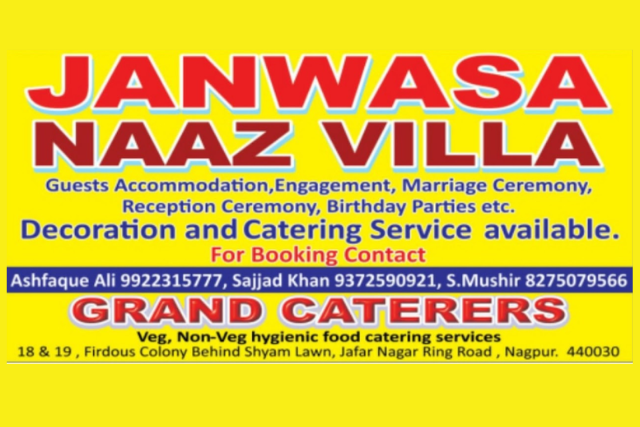 JANWASA
NAAZ VILLA
Guests Accommodation,Engagement, Marriage Ceremony,
Reception Ceremony, Birthday Parties etc.
Decoration and Catering Service available.
For Booking Contact
Ashfaque Ali 9922315777, Sajjad Khan 9372590921, S.Mushir 8275079566
GRAND CATERERS
Veg, Non-Veg hygienic food catering services
18 & 19 , Firdous Colony Behind Shyam Lawn, Jafar Nagar Ring Road , Nagpur. 440030